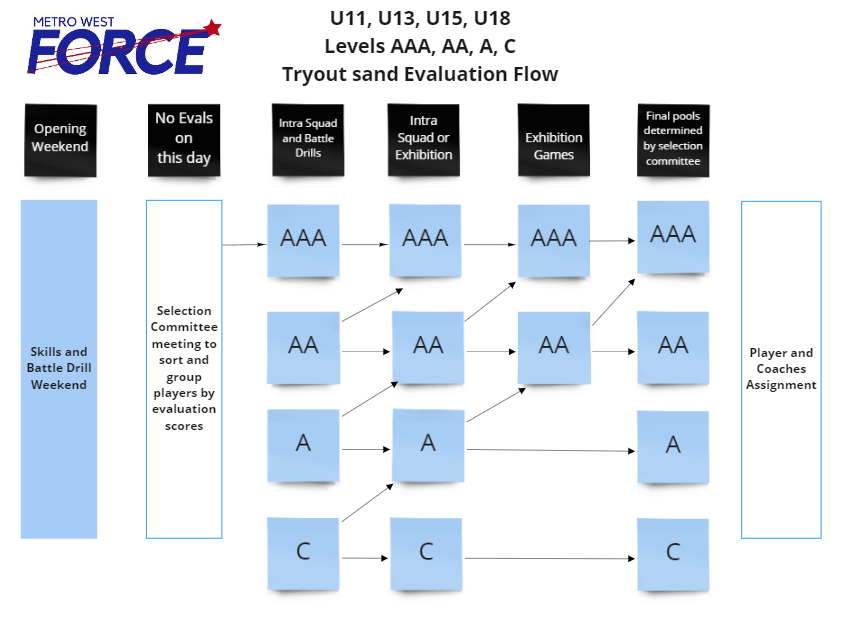 METRO WEST
FORCE
U11, U13, U15, U18
Levels AAA, AA, A, C
Tryout sand Evaluation Flow
Opening
Weekend
No Evals
on
this day
Intra Squad
and Battle
Drills
Intra
Squad or
Exhibition
Exhibition
Games
Final pools
determined
by selection
committee
Skills and
Battle Drill
Weekend
Selection
Committee
meeting to
sort and
group
players by
evaluation
scores
AAA
AAA
AAA
AAA
AA
AA
AA
AA
A
A
A
C
C
C
Player and
Coaches
Assignment